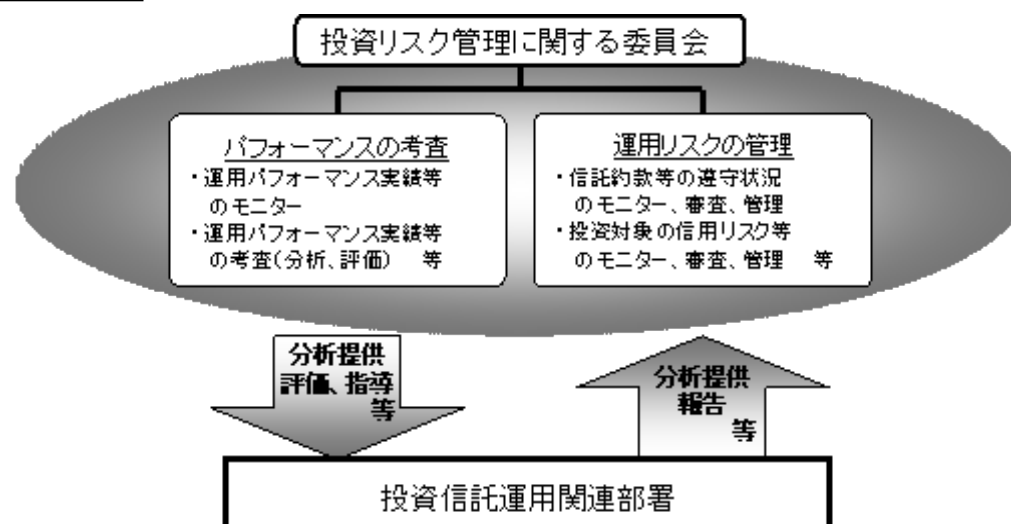 投資リスク管理に関する委員会
パフォーマンスの考査
・運用パフォーマンス実績等
のモニター
・運用パフォーマンス実績等
の考査(分析、評価) 等
運用リスクの管理
・信託約款等の遵守状況
のモニター、審査、管理
・投資対象の信用リスク等
のモニター、審査、管理 等
分析提供
評価、指導
等
分析提供
報告
等
投資信託運用関連部署